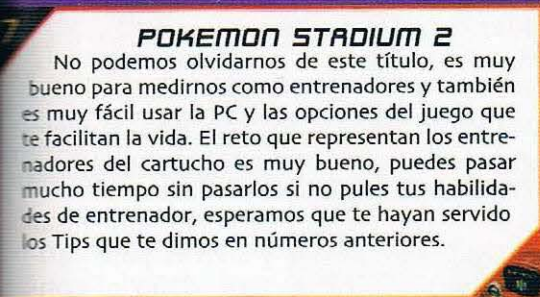 POKEMON STADIUM 2
No podemos olvidarnos de este título, es muy
bueno para medirnos como entrenadores y también
es muy fácil usar la PC y las opciones del juego que
te facilitan la vida. El reto que representan los entre-
nadores del cartucho es muy bueno, puedes pasar
mucho tiempo sin pasarlos si no pules tus habilida-
des de entrenador, esperamos que te hayan servido
los Tips que te dimos en números anteriores.